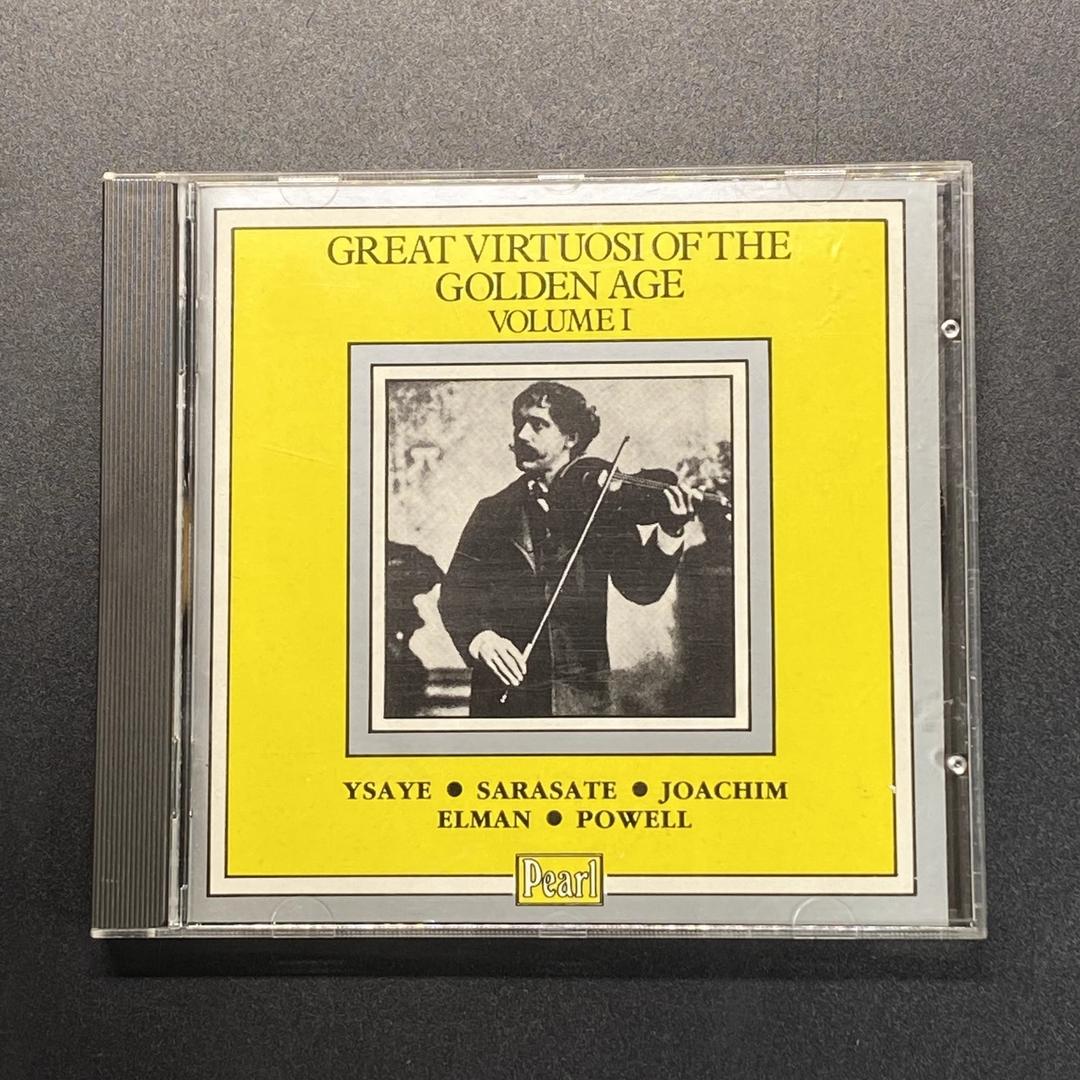 GREAT VIRTUOSI OF THE
GOLDEN AGE
VOLUME I
YSAYE ● SARASATE ● JOACHIM
ELMAN ● POWELL
Pearl